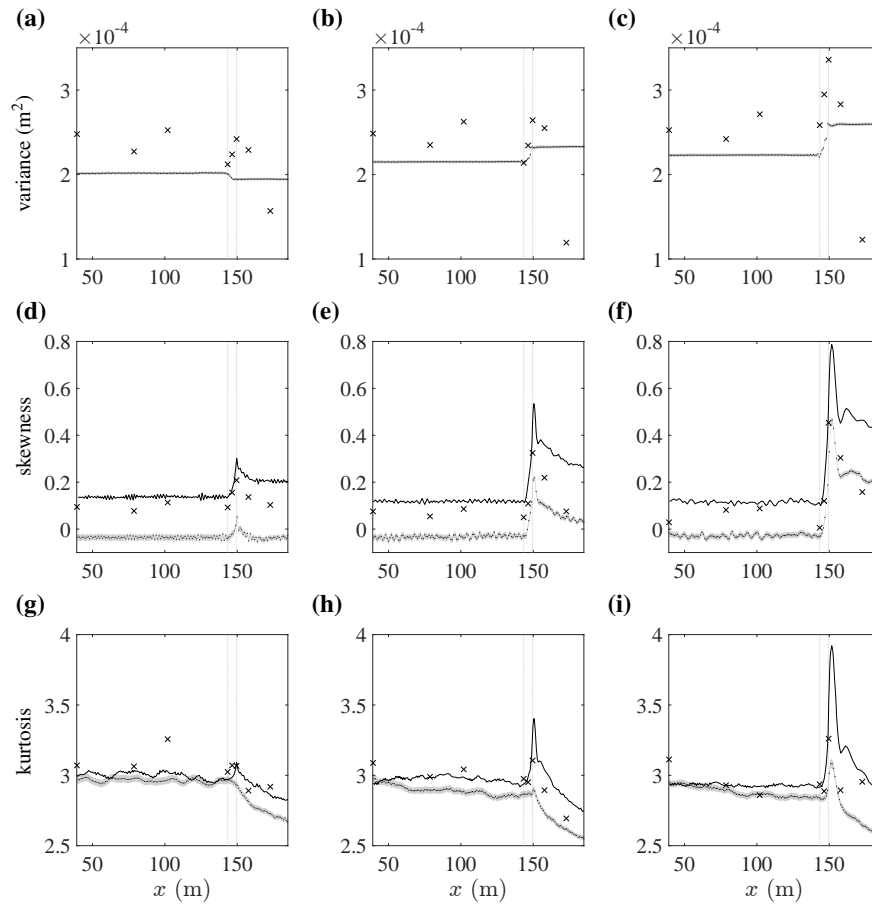 (a) (b) (c)
×10⁻⁴ ×10⁻⁴ ×10⁻⁴
3 3 3
variance (m²)
2 2 2
1 1 1
50 100 150 50 100 150 50 100 150
(d) (e) (f)
0.8 0.8 0.8
0.6 0.6 0.6
skewness
0.4 0.4 0.4
0.2 0.2 0.2
0 0 0
50 100 150 50 100 150 50 100 150
(g) (h) (i)
4 4 4
3.5 3.5 3.5
kurtosis
3 3 3
2.5 2.5 2.5
50 100 150 50 100 150 50 100 150
x (m) x (m) x (m)